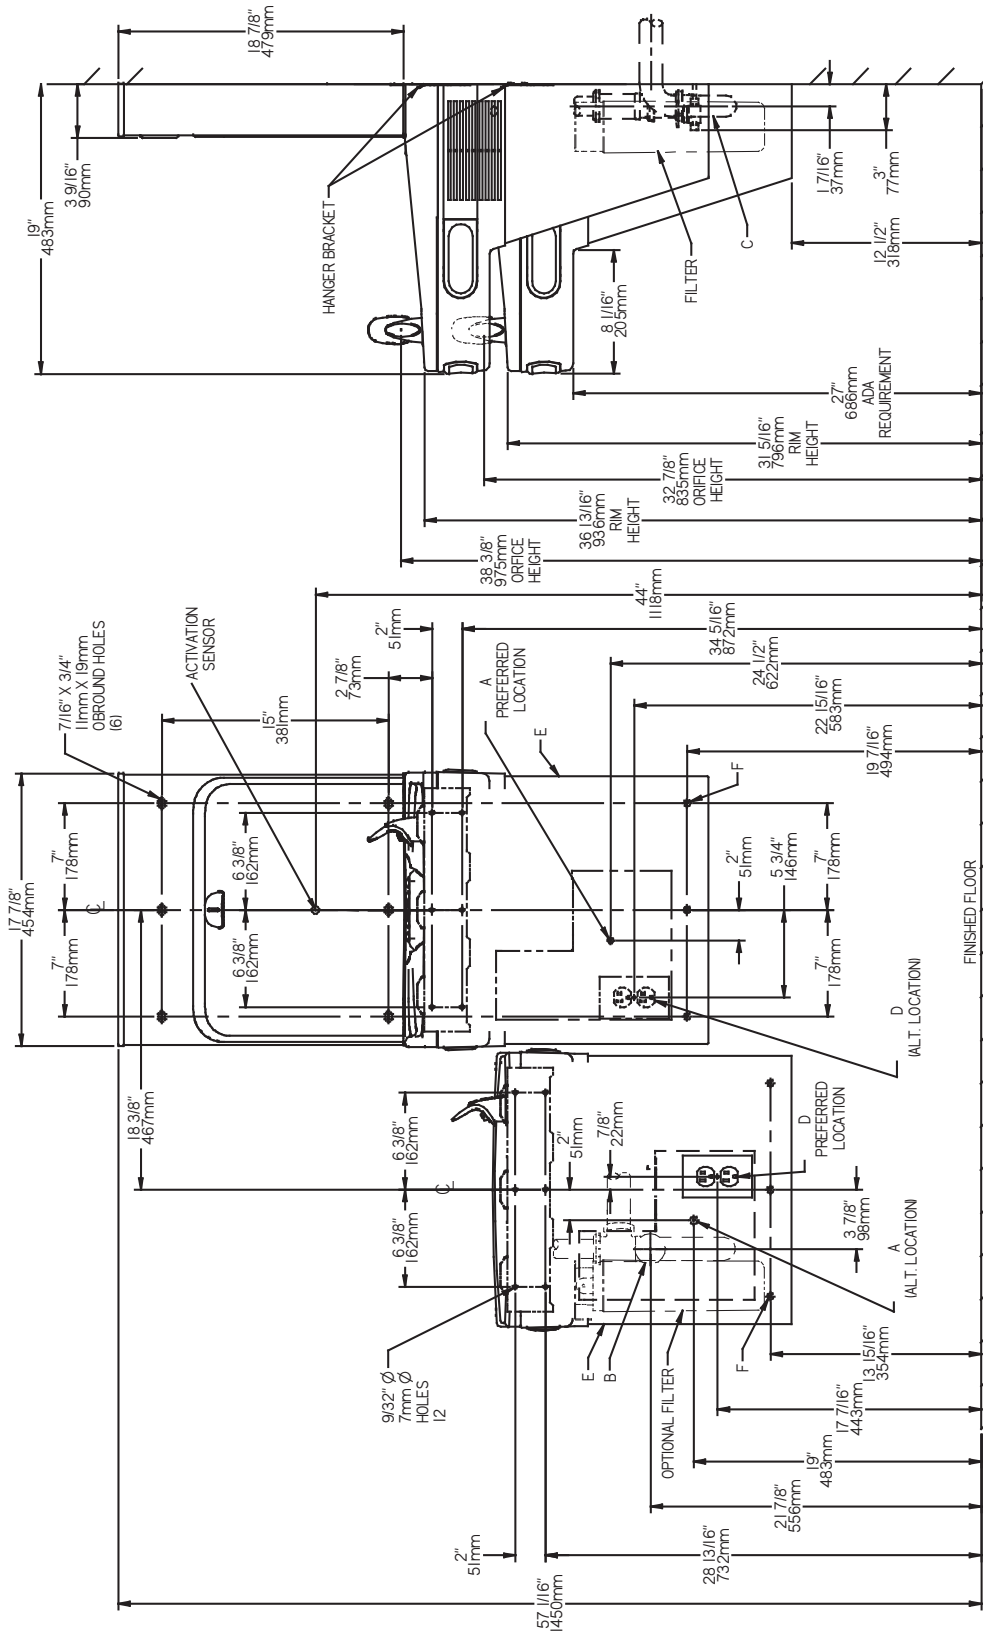 19"
483mm
3 9/16"
90mm
18 7/8"
479mm
HANGER BRACKET
8 1/16"
205mm
FILTER
C
1 7/16"
37mm
3"
77mm
12 1/2"
318mm
27"
686mm
ADA
REQUIREMENT
31 5/16"
796mm
RIM
HEIGHT
32 7/8"
835mm
ORIFICE
HEIGHT
36 13/16"
936mm
RIM
HEIGHT
38 3/8"
975mm
ORFICE
HEIGHT
44"
1118mm
7/16" X 3/4"
11mm X 19mm
OBROUND HOLES
(6)
ACTIVATION
SENSOR
15"
381mm
2 7/8"
73mm
2"
51mm
A
PREFERRED
LOCATION
E
34 5/16"
872mm
24 1/2"
622mm
22 15/16"
583mm
19 7/16"
494mm
F
17 7/8"
454mm
7"
178mm
7"
178mm
CL
6 3/8"
162mm
6 3/8"
162mm
2"
51mm
5 3/4"
146mm
7"
178mm
7"
178mm
D
(ALT. LOCATION)
FINISHED FLOOR
18 3/8"
467mm
6 3/8"
162mm
6 3/8"
162mm
CL
2"
51mm
7/8"
22mm
D
PREFERRED
LOCATION
3 7/8"
98mm
A
(ALT. LOCATION)
9/32" Ø
7mm Ø
HOLES
12
E
B
OPTIONAL FILTER
F
13 15/16"
354mm
17 7/16"
443mm
19"
483mm
21 7/8"
556mm
2"
51mm
28 13/16"
732mm
57 1/16"
1450mm